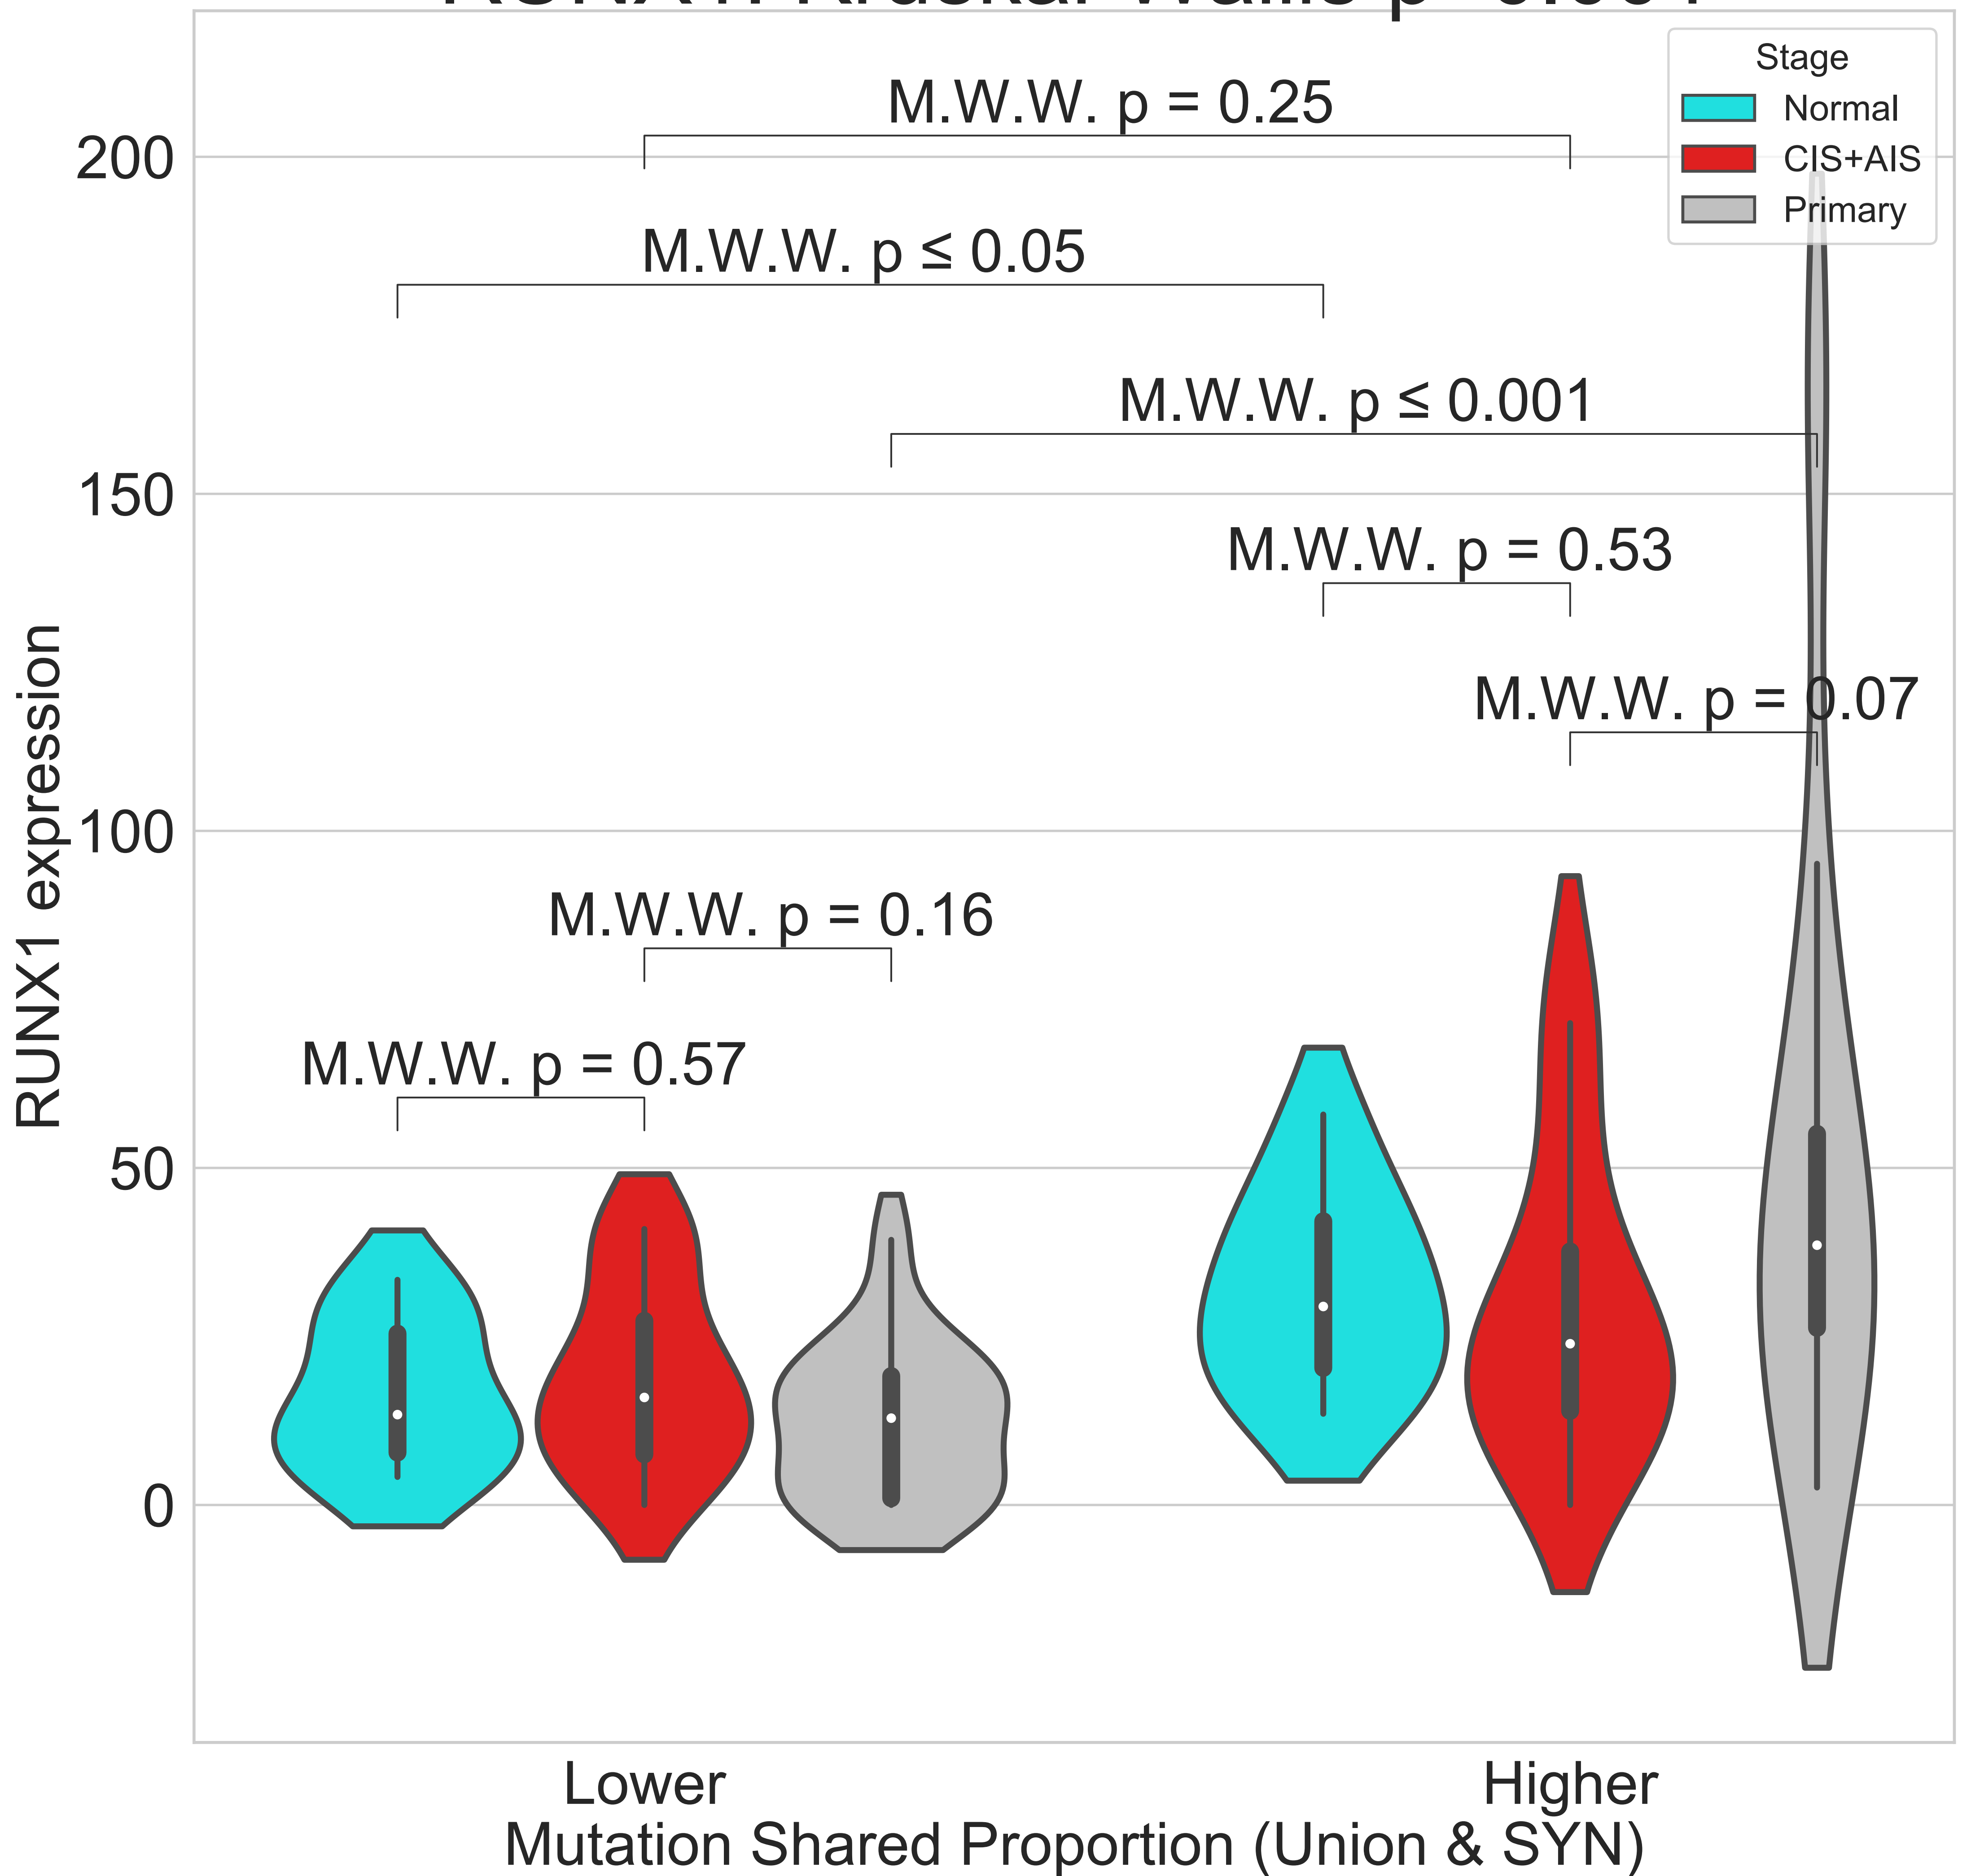 Stage
Normal
CIS+AIS
Primary
M.W.W. p = 0.25
M.W.W. p ≤ 0.05
M.W.W. p ≤ 0.001
M.W.W. p = 0.53
M.W.W. p = 0.07
M.W.W. p = 0.16
M.W.W. p = 0.57
200
150
100
50
0
RUNX1 expression
Lower
Higher
Mutation Shared Proportion (Union & SYN)